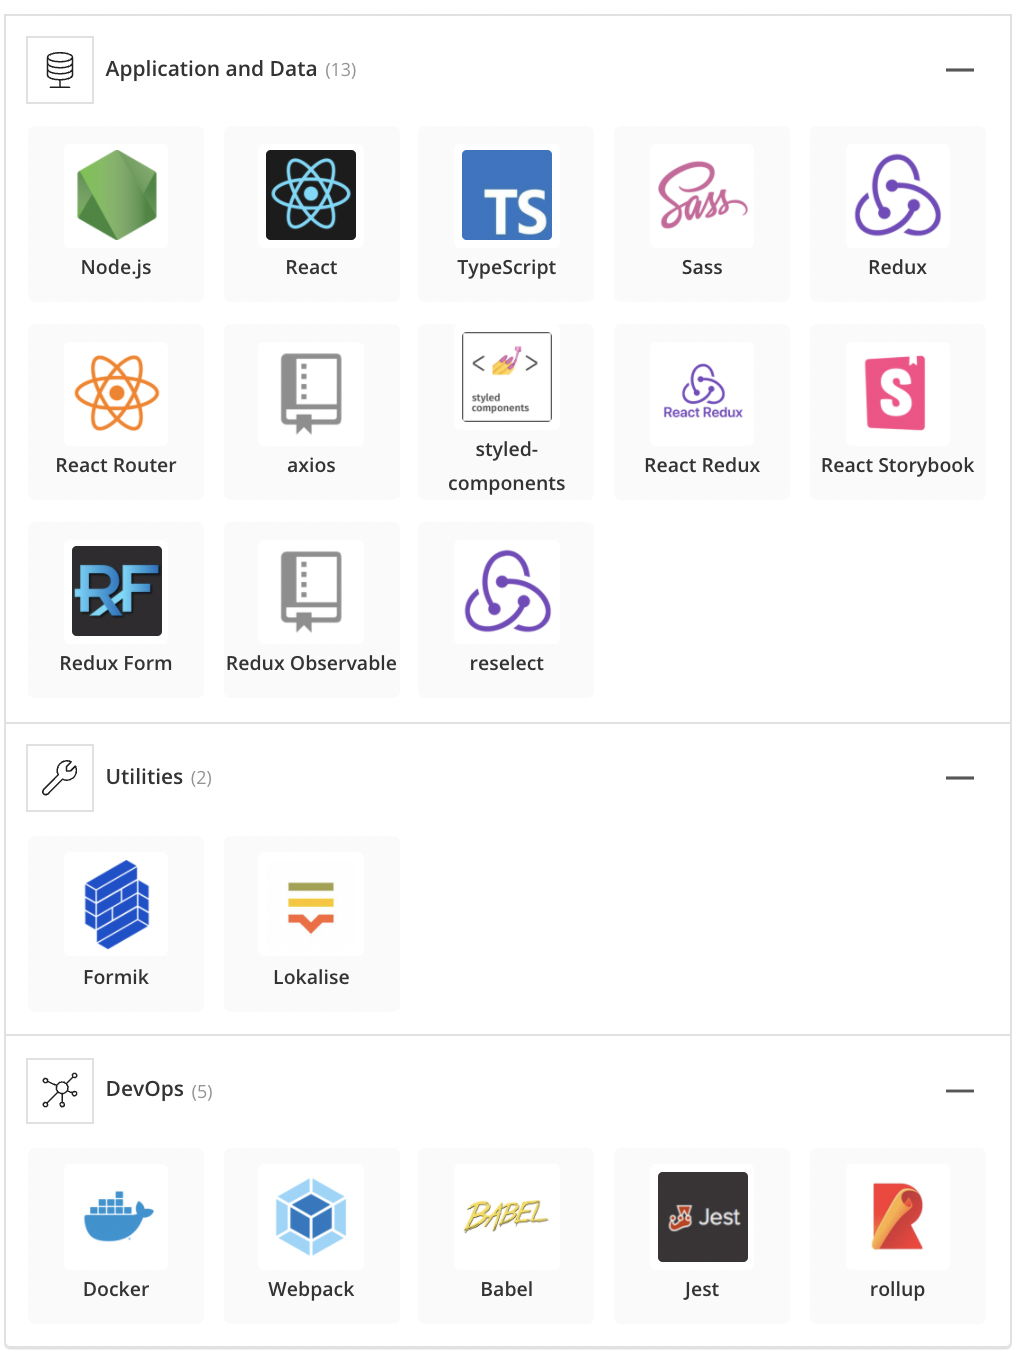 Application and Data (13)
TS
Sass
Node.js
React
TypeScript
Sass
Redux
< >
styled
components
React Redux
S
React Router
axios
styled-
components
React Redux
React Storybook
RF
Redux Form
Redux Observable
reselect
Utilities (2)
Formik
Lokalise
DevOps (5)
BABEL
Jest
R
Docker
Webpack
Babel
Jest
rollup